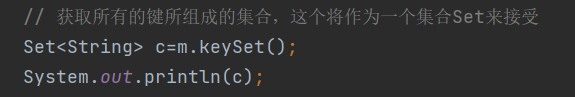 // 获取所有的键所组成的集合，这个将作为一个集合Set来接受
Set<String> c=m.keySet();
System.out.println(c);